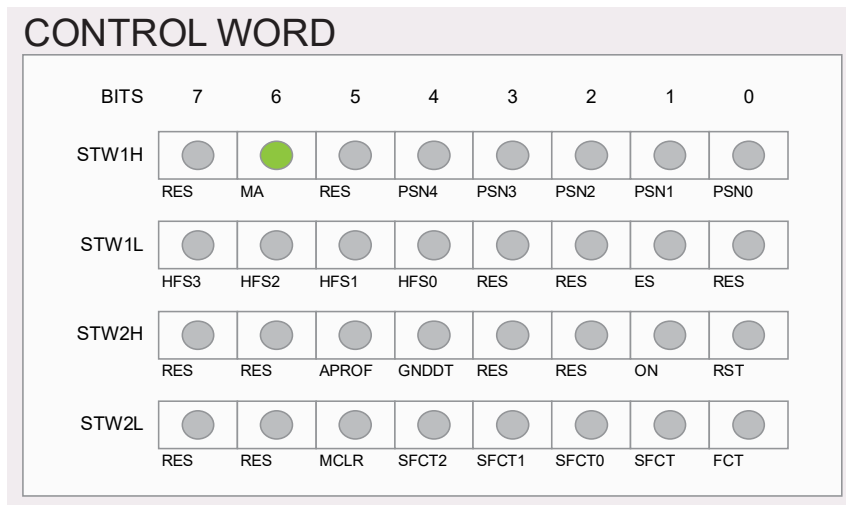 CONTROL WORD
BITS 7 6 5 4 3 2 1 0
STW1H
RES MA RES PSN4 PSN3 PSN2 PSN1 PSN0
STW1L
HFS3 HFS2 HFS1 HFS0 RES RES ES RES
STW2H
RES RES APROF GNDDT RES RES ON RST
STW2L
RES RES MCLR SFCT2 SFCT1 SFCT0 SFCT FCT